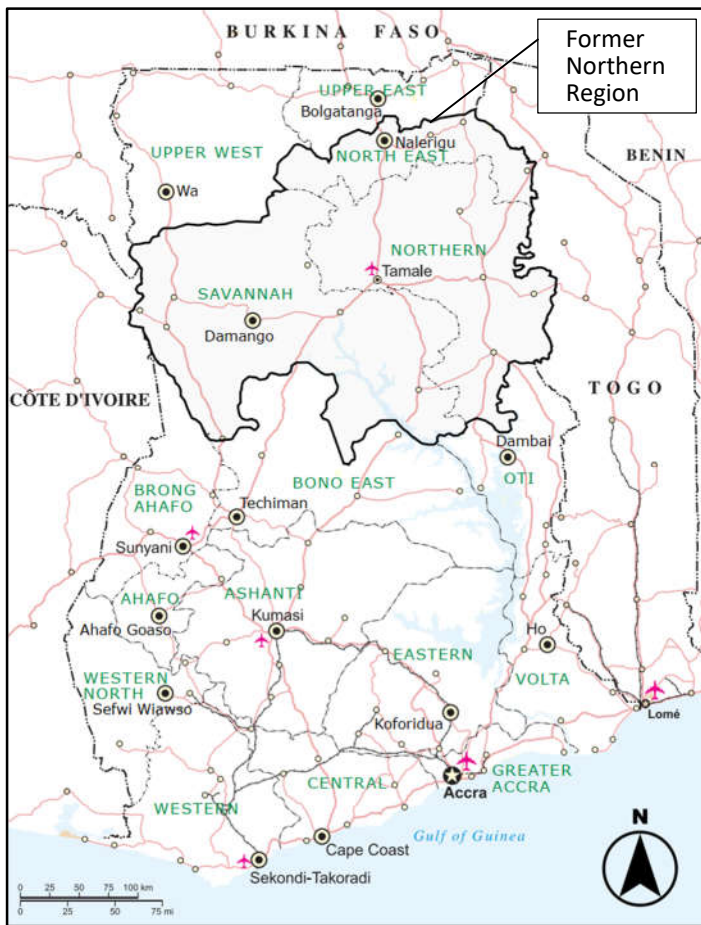 BURKINA FASO
Former
Northern
Region
UPPER EAST
Bolgatanga
Nalerigu
NORTH EAST
UPPER WEST
BENIN
Wa
NORTHERN
Tamale
SAVANNAH
Damango
CÔTE D'IVOIRE
TOGO
Dambai
OTI
BONO EAST
BRONG
AHAFO
Techiman
Sunyani
AHAFO
ASHANTI
Ahafo Goaso
Kumasi
Ho
EASTERN
WESTERN
NORTH
VOLTA
Sefwi Wiawso
Koforidua
Lomé
CENTRAL
GREATER
ACCRA
Accra
WESTERN
Gulf of Guinea
N
Cape Coast
Sekondi-Takoradi
0 25 50 75 100 km
0 25 50 75 mi